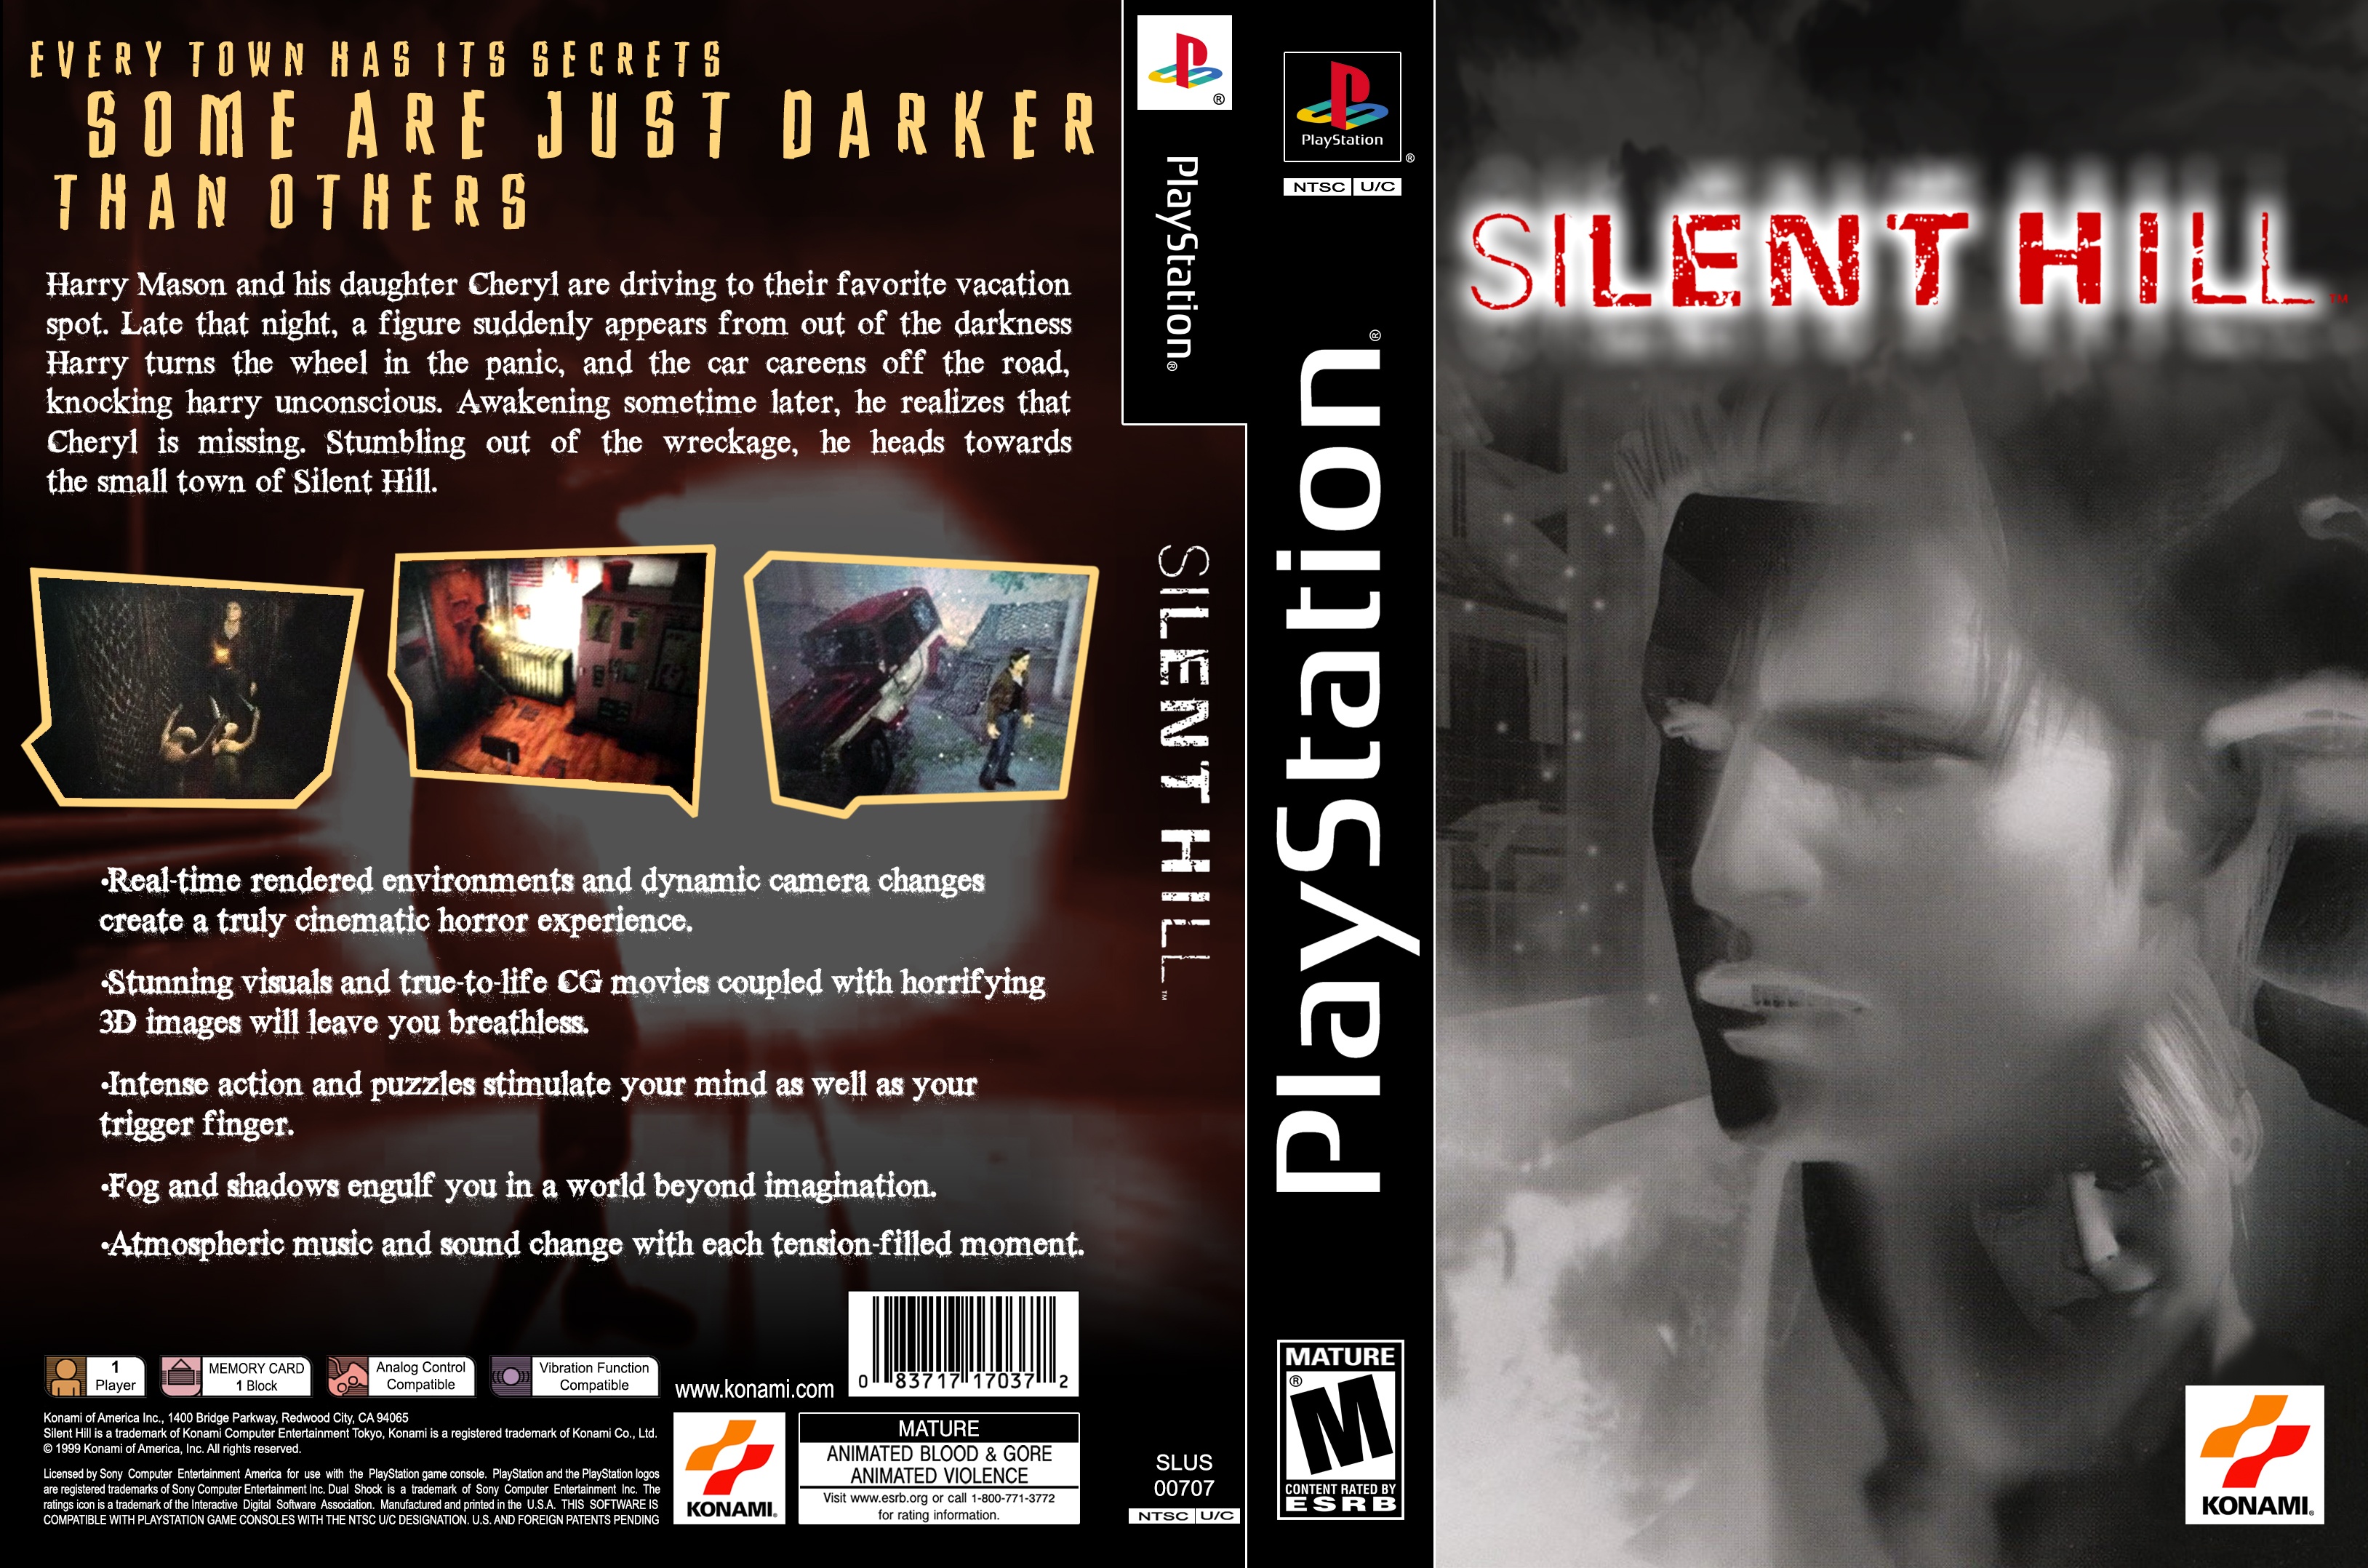 EVERY TOWN HAS ITS SECRETS
SOME ARE JUST DARKER
THAN OTHERS
Harry Mason and his daughter Cheryl are driving to their favorite vacation
spot. Late that night, a figure suddenly appears from out of the darkness
Harry turns the wheel in the panic, and the car careens off the road,
knocking harry unconscious. Awakening sometime later, he realizes that
Cheryl is missing. Stumbling out of the wreckage, he heads towards
the small town of Silent Hill.
·Real-time rendered environments and dynamic camera changes
create a truly cinematic horror experience.
·Stunning visuals and true-to-life CG movies coupled with horrifying
3D images will leave you breathless.
·Intense action and puzzles stimulate your mind as well as your
trigger finger.
·Fog and shadows engulf you in a world beyond imagination.
·Atmospheric music and sound change with each tension-filled moment.
1
Player
MEMORY CARD
1 Block
Analog Control
Compatible
Vibration Function
Compatible
www.konami.com
0 83717 17037 2
Konami of America Inc., 1400 Bridge Parkway, Redwood City, CA 94065
Silent Hill is a trademark of Konami Computer Entertainment Tokyo, Konami is a registered trademark of Konami Co., Ltd.
© 1999 Konami of America, Inc. All rights reserved.
Licensed by Sony Computer Entertainment America for use with the PlayStation game console. PlayStation and the PlayStation logos
are registered trademarks of Sony Computer Entertainment Inc. Dual Shock is a trademark of Sony Computer Entertainment Inc. The
ratings icon is a trademark of the Interactive Digital Software Association. Manufactured and printed in the U.S.A. THIS SOFTWARE IS
COMPATIBLE WITH PLAYSTATION GAME CONSOLES WITH THE NTSC U/C DESIGNATION. U.S. AND FOREIGN PATENTS PENDING
KONAMI®
MATURE
ANIMATED BLOOD & GORE
ANIMATED VIOLENCE
Visit www.esrb.org or call 1-800-771-3772
for rating information.
®
PlayStation®
SILENT HILL™
SLUS
00707
NTSC U/C
PlayStation®
NTSC U/C
PlayStation®
MATURE
M®
CONTENT RATED BY
ESRB
SILENT HILL™
KONAMI®